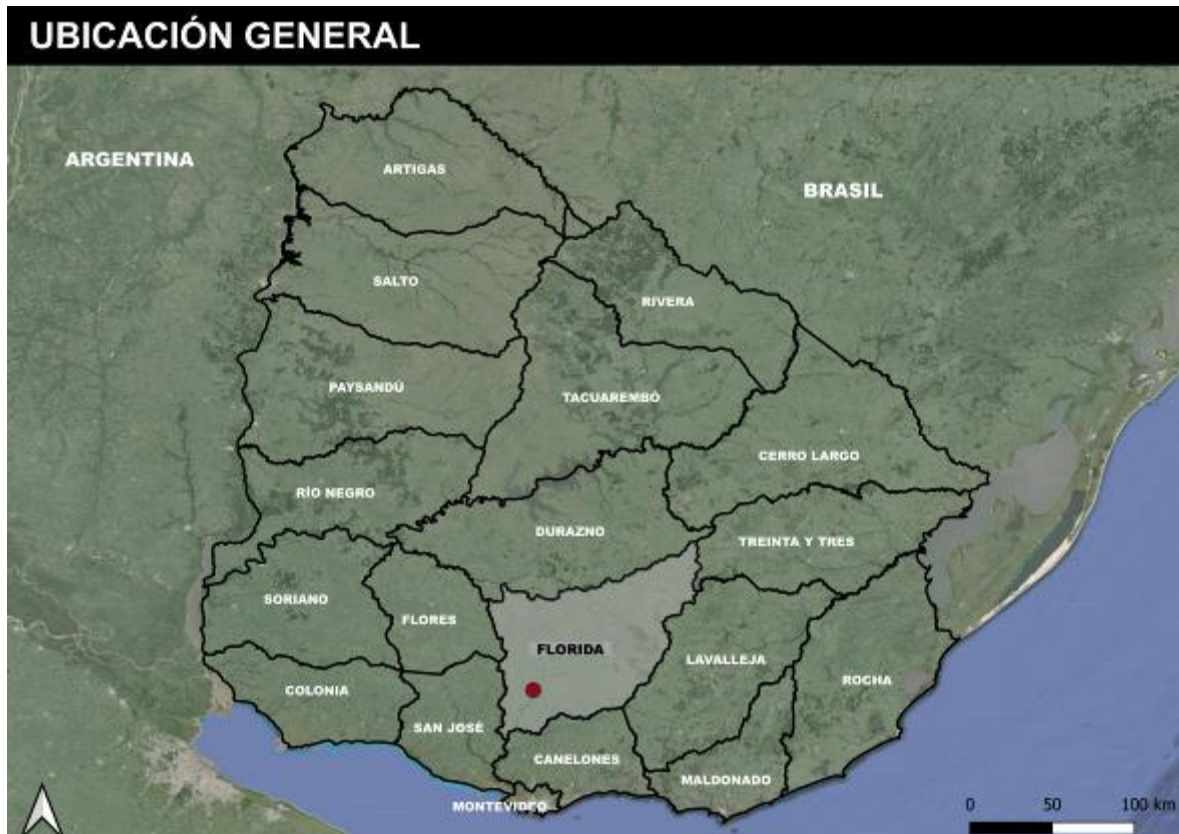 UBICACIÓN GENERAL
ARGENTINA
ARTIGAS
BRASIL
SALTO
RIVERA
PAYSANDÚ
TACUAREMBÓ
CERRO LARGO
RÍO NEGRO
DURAZNO
TREINTA Y TRES
SORIANO
FLORES
FLORIDA
LAVALLEJA
ROCHA
COLONIA
SAN JOSÉ
CANELONES
MALDONADO
MONTEVIDEO
0 50 100 km